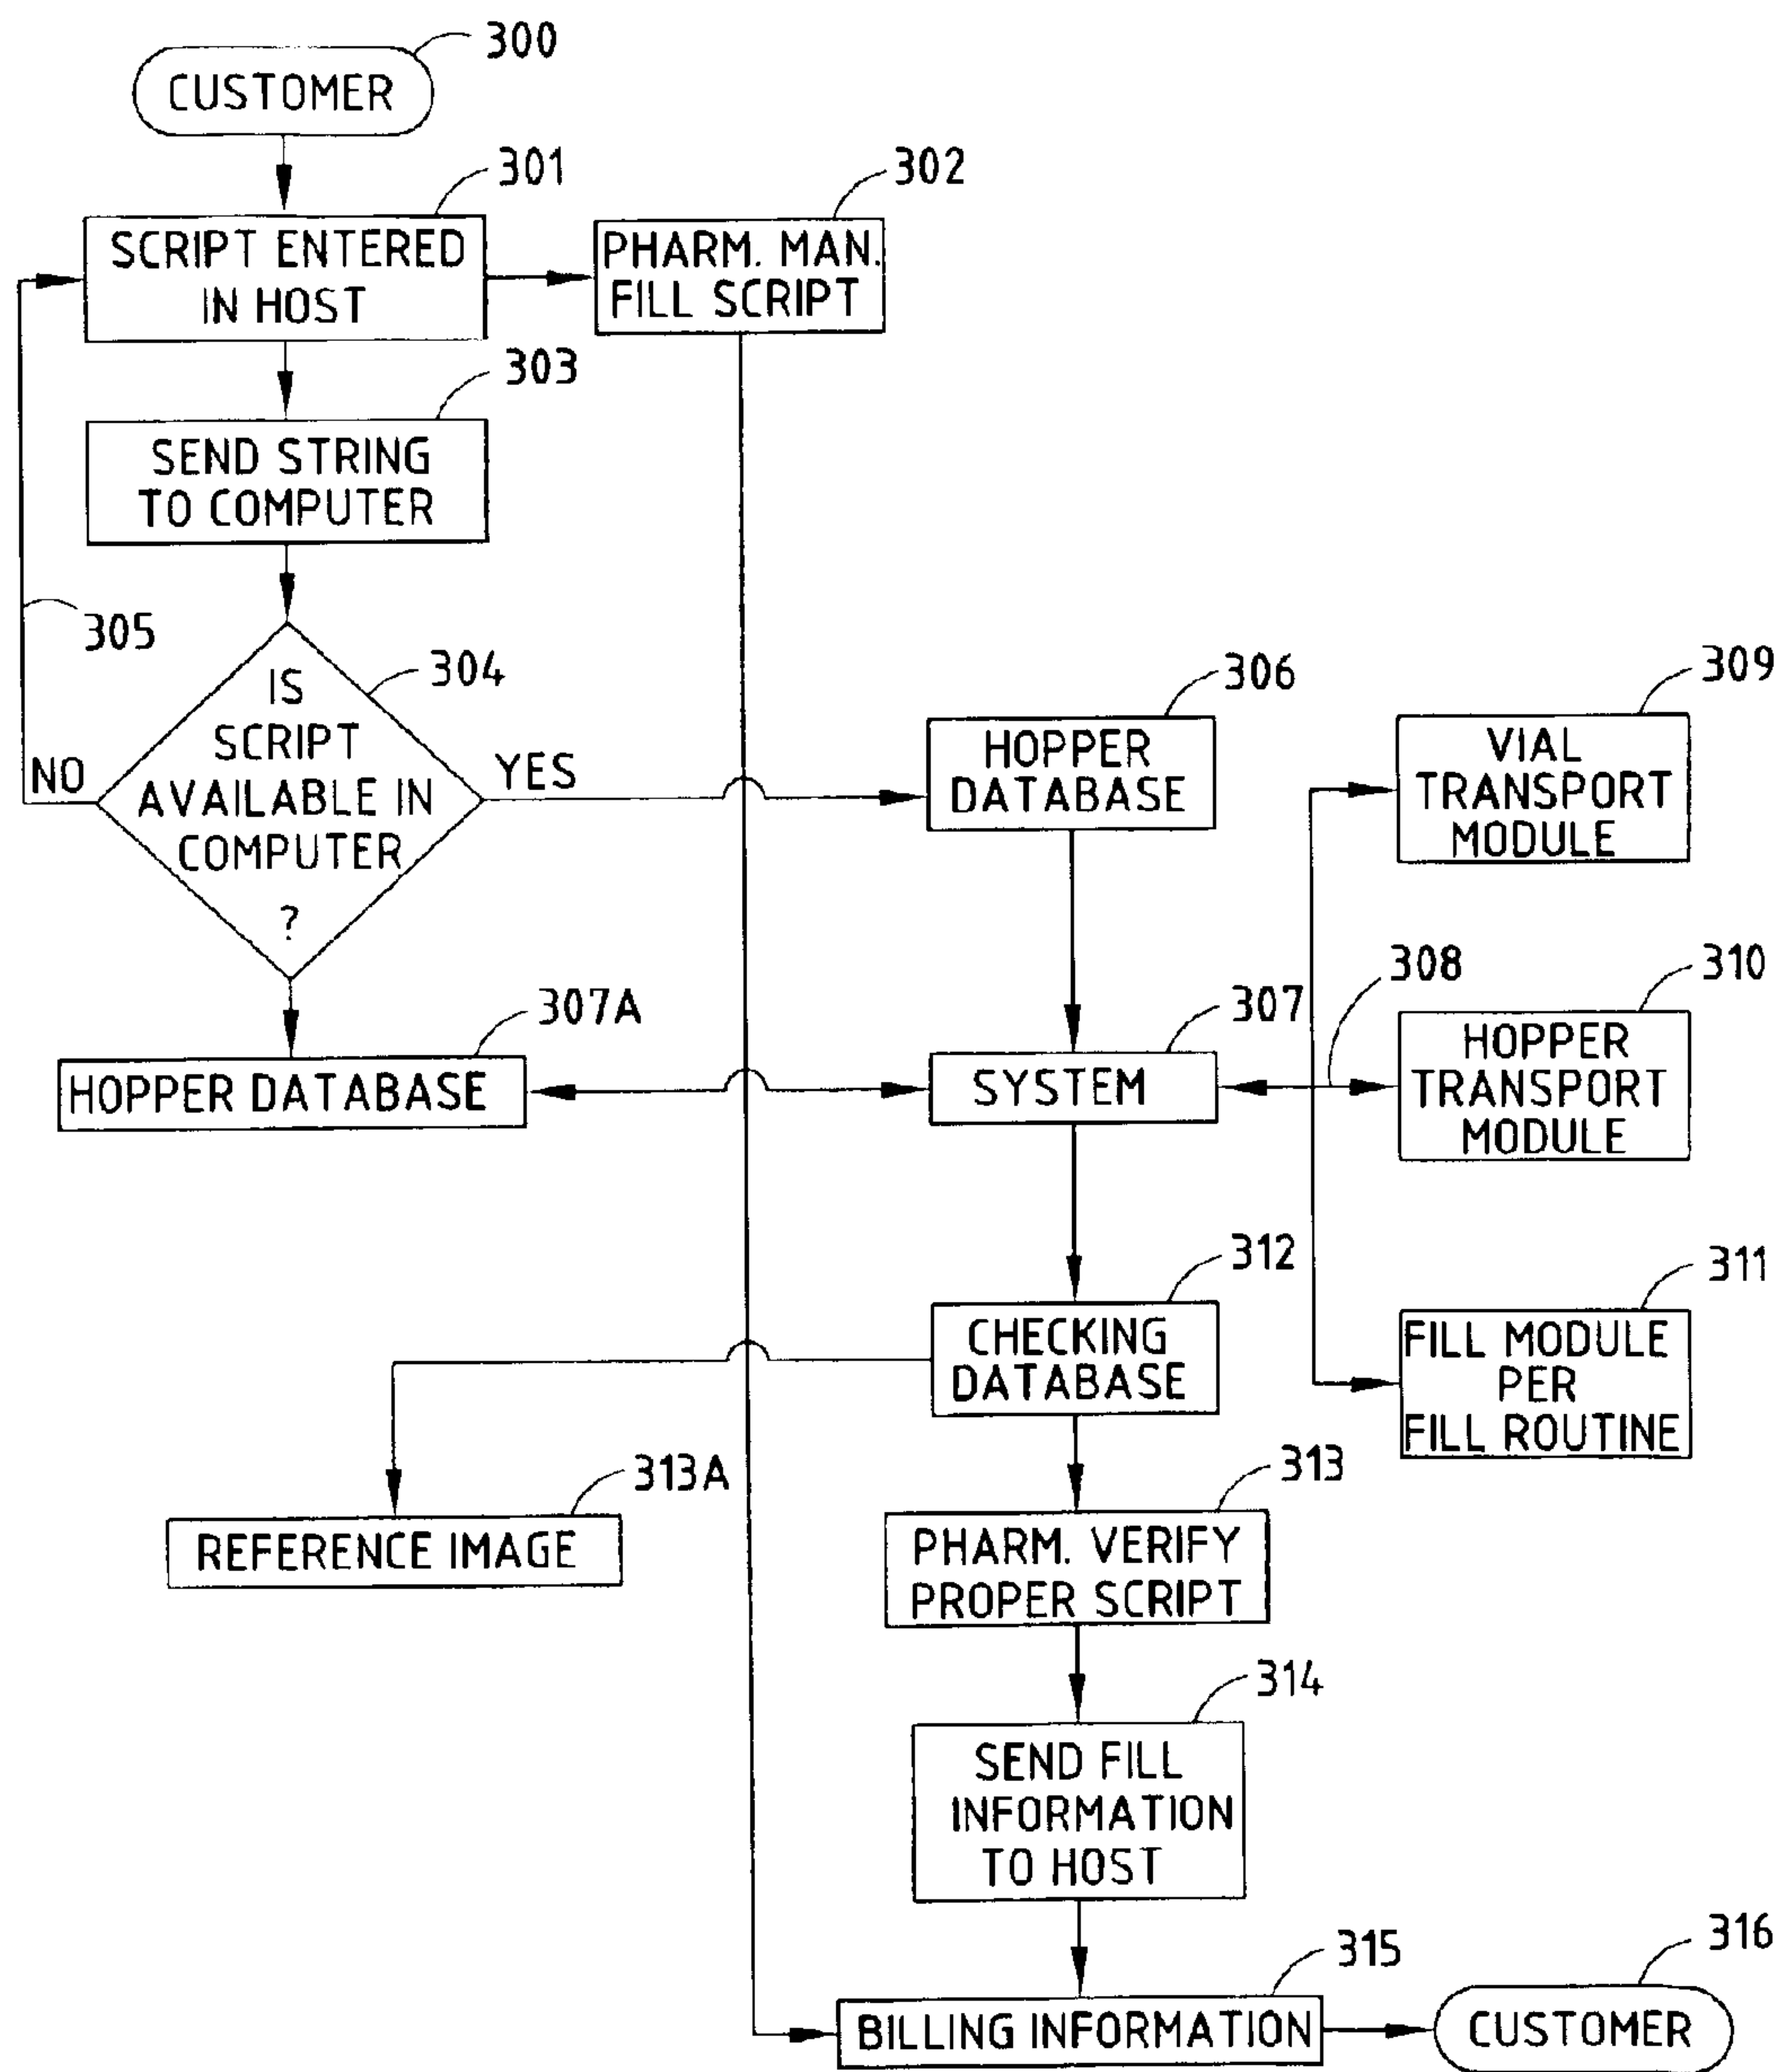 300
CUSTOMER
301
SCRIPT ENTERED
IN HOST
302
PHARM. MAN.
FILL SCRIPT
303
SEND STRING
TO COMPUTER
305
304
IS
SCRIPT
AVAILABLE IN
COMPUTER
?
NO
YES
306
HOPPER
DATABASE
309
VIAL
TRANSPORT
MODULE
307A
HOPPER DATABASE
307
SYSTEM
308
310
HOPPER
TRANSPORT
MODULE
312
CHECKING
DATABASE
311
FILL MODULE
PER
FILL ROUTINE
313A
REFERENCE IMAGE
313
PHARM. VERIFY
PROPER SCRIPT
314
SEND FILL
INFORMATION
TO HOST
315
BILLING INFORMATION
316
CUSTOMER